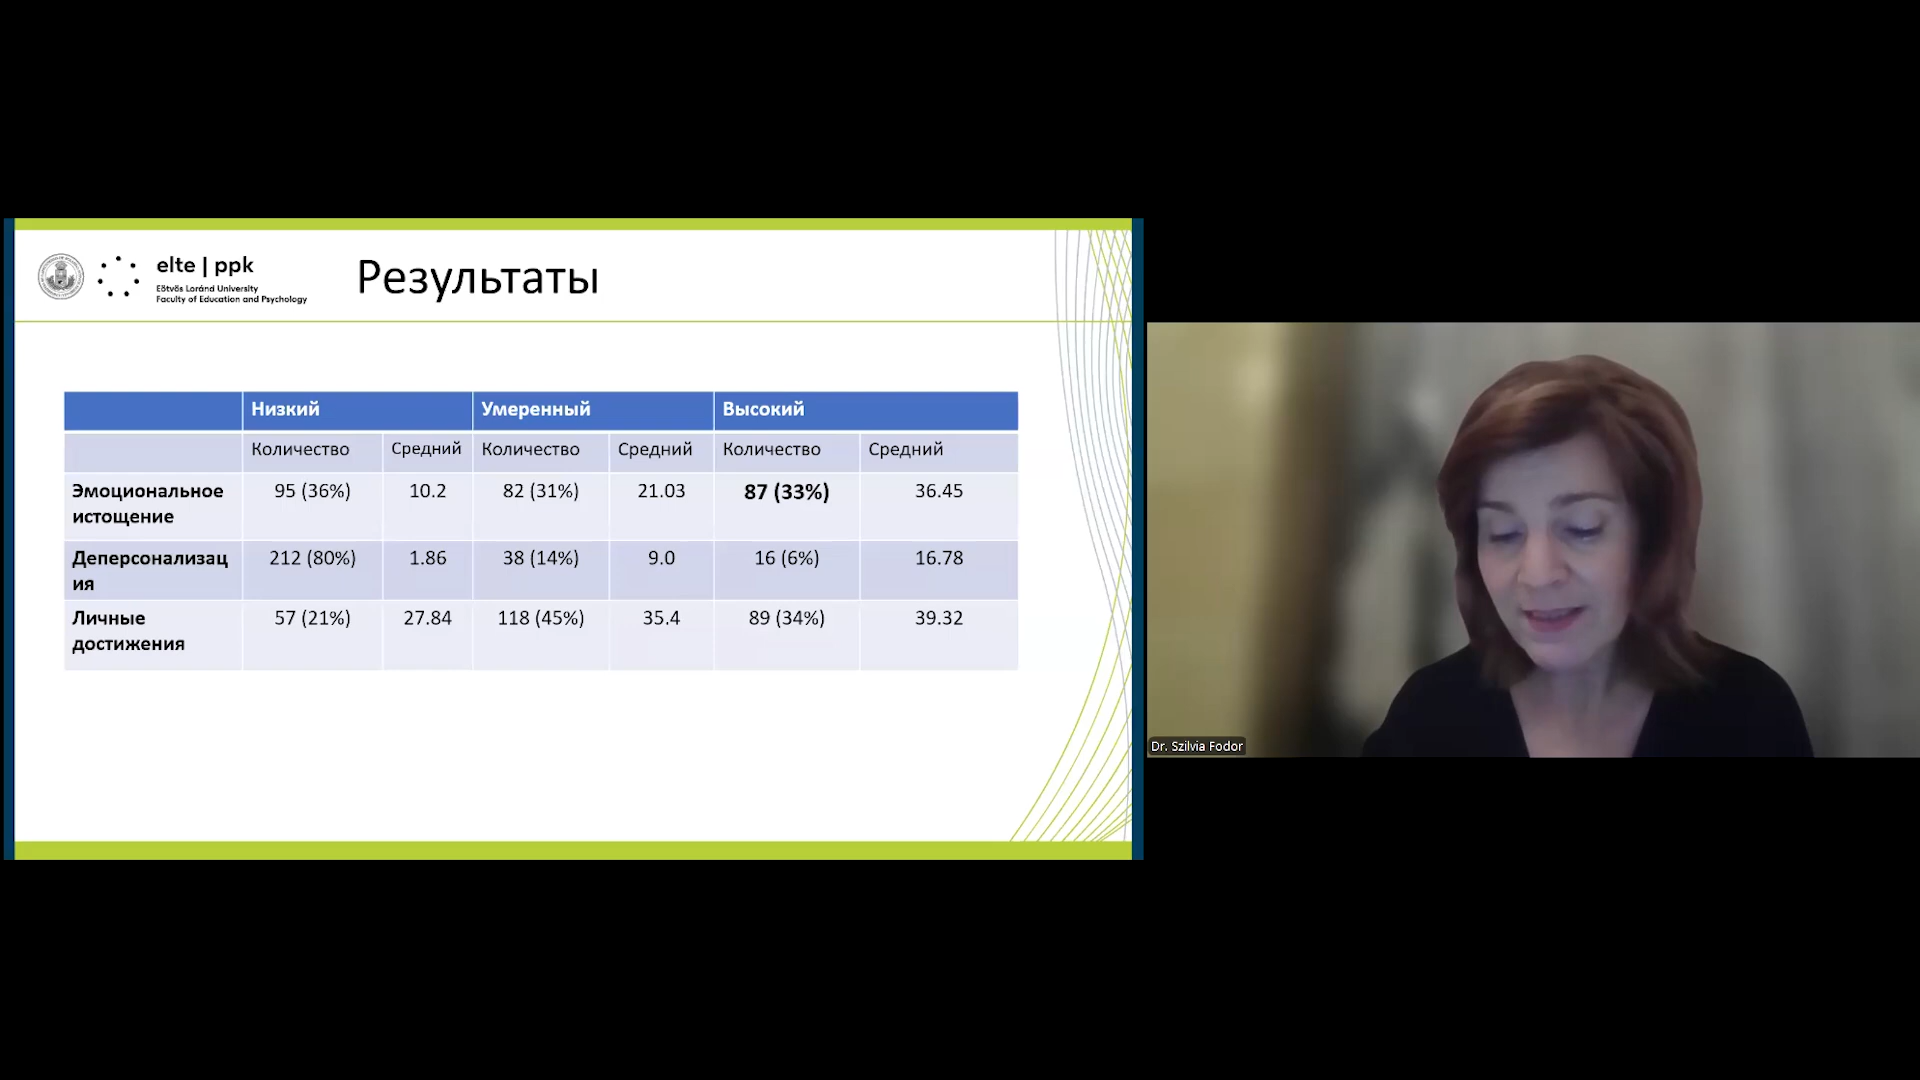 elte | ppk
Eötvös Loránd University
Faculty of Education and Psychology
Результаты
Низкий Умеренный Высокий
Количество Средний Количество Средний Количество Средний
Эмоциональное истощение 95 (36%) 10.2 82 (31%) 21.03 87 (33%) 36.45
Деперсонализац
ия 212 (80%) 1.86 38 (14%) 9.0 16 (6%) 16.78
Личные достижения 57 (21%) 27.84 118 (45%) 35.4 89 (34%) 39.32
Dr. Szilvia Fodor